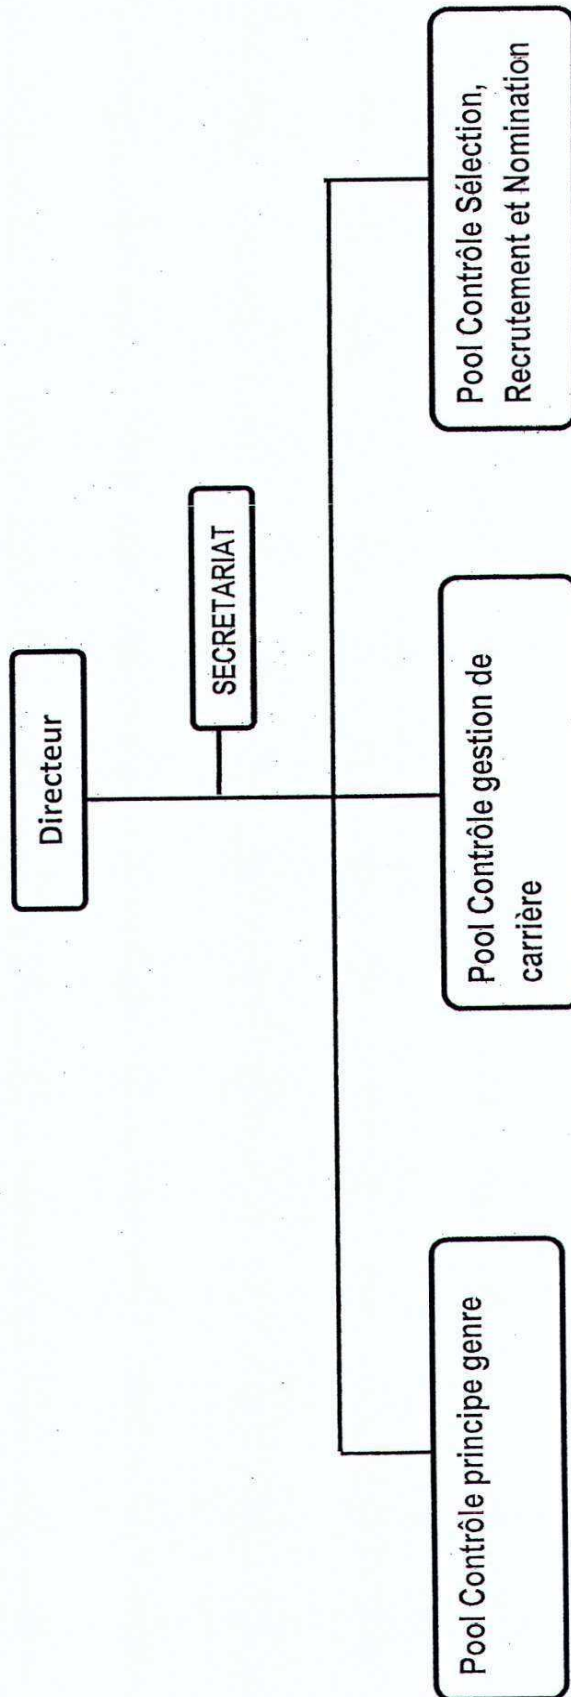 Directeur
SECRETARIAT
Pool Contrôle principe genre
Pool Contrôle gestion de
carrière
Pool Contrôle Sélection,
Recrutement et Nomination